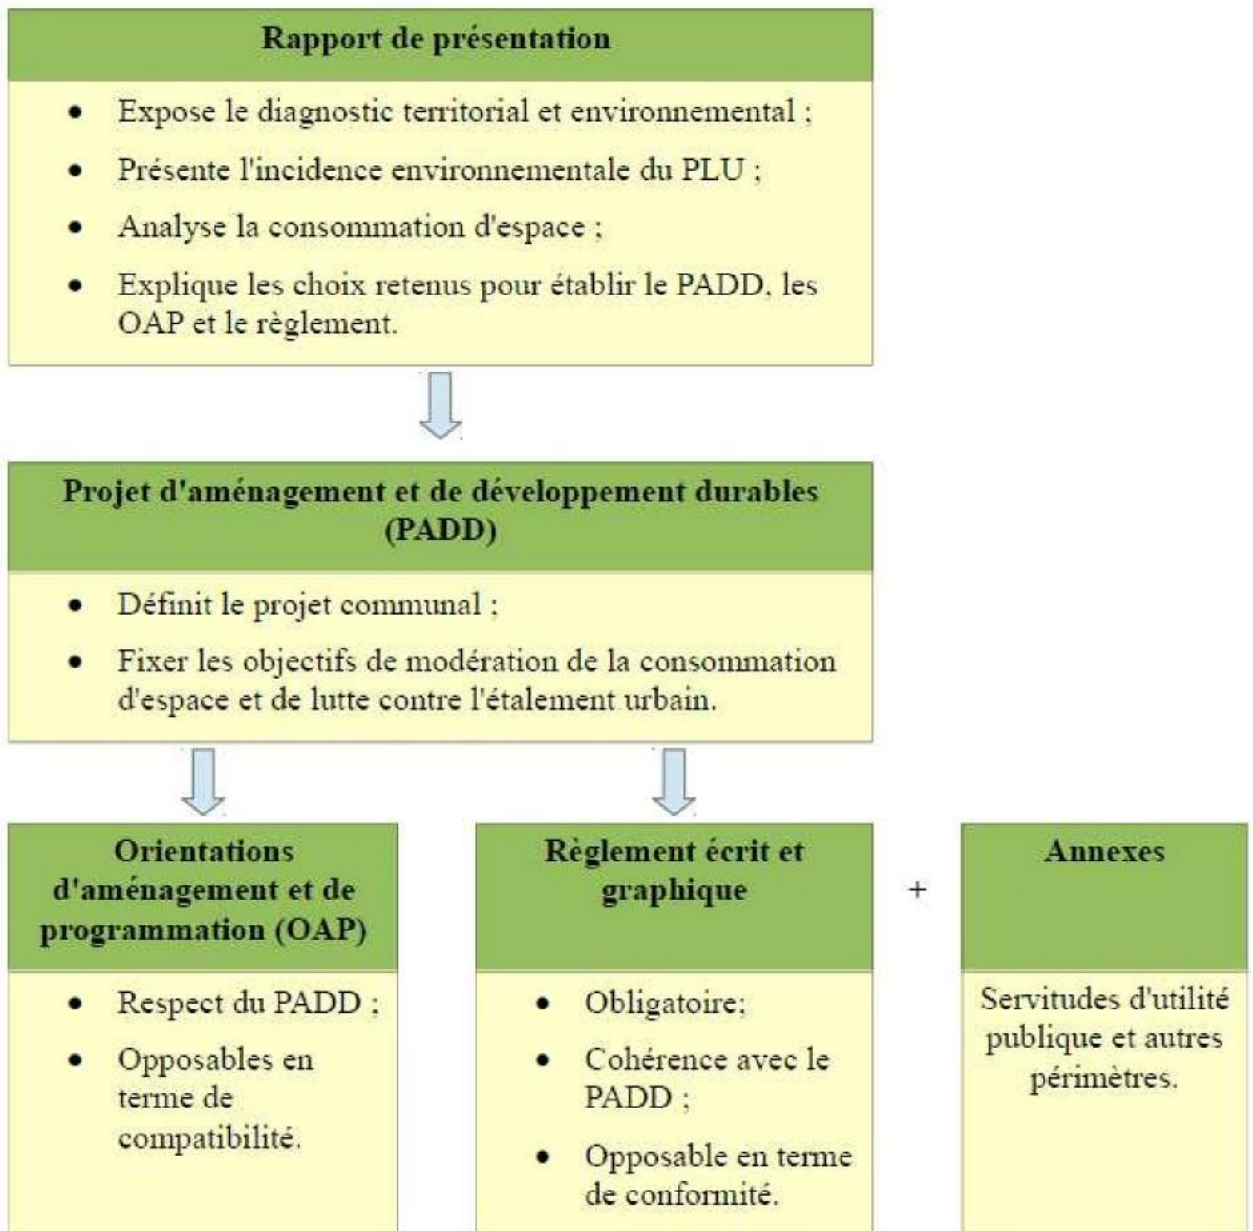 Rapport de présentation
• Expose le diagnostic territorial et environnemental ;
• Présente l'incidence environnementale du PLU ;
• Analyse la consommation d'espace ;
• Explique les choix retenus pour établir le PADD, les
OAP et le règlement.
Projet d'aménagement et de développement durables
(PADD)
• Définit le projet communal ;
• Fixer les objectifs de modération de la consommation
d'espace et de lutte contre l'étalement urbain.
Orientations
d'aménagement et de
programmation (OAP)
• Respect du PADD ;
• Opposables en
terme de
compatibilité.
Règlement écrit et
graphique
• Obligatoire;
• Cohérence avec le
PADD ;
• Opposable en terme
de conformité.
+
Annexes
Servitudes d'utilité
publique et autres
périmètres.